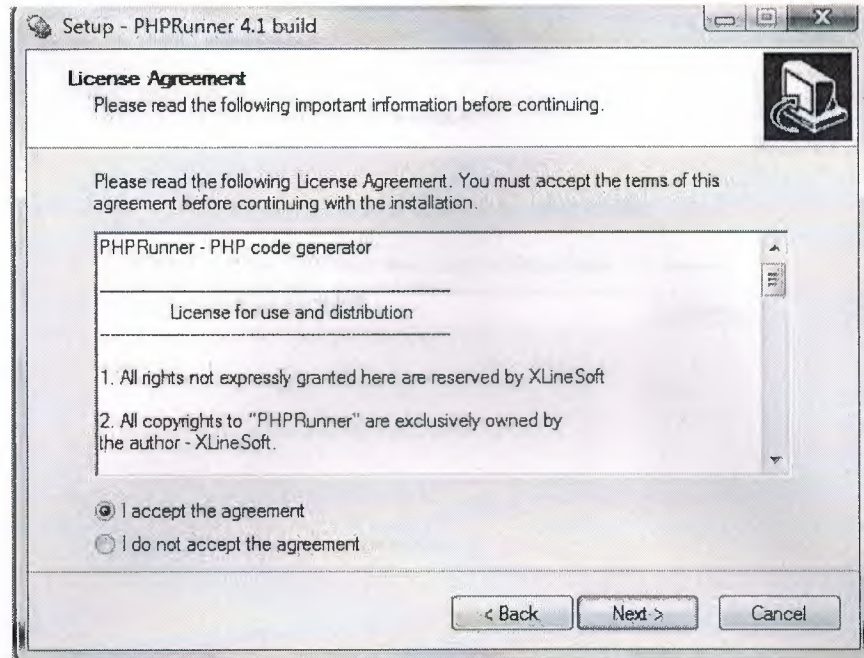 Setup - PHPRunner 4.1 build
License Agreement
Please read the following important information before continuing.
Please read the following License Agreement. You must accept the terms of this
agreement before continuing with the installation.
PHPRunner - PHP code generator
License for use and distribution
1. All rights not expressly granted here are reserved by XLineSoft
2. All copyrights to "PHPRunner" are exclusively owned by
the author - XLineSoft.
I accept the agreement
I do not accept the agreement
< Back
Next >
Cancel